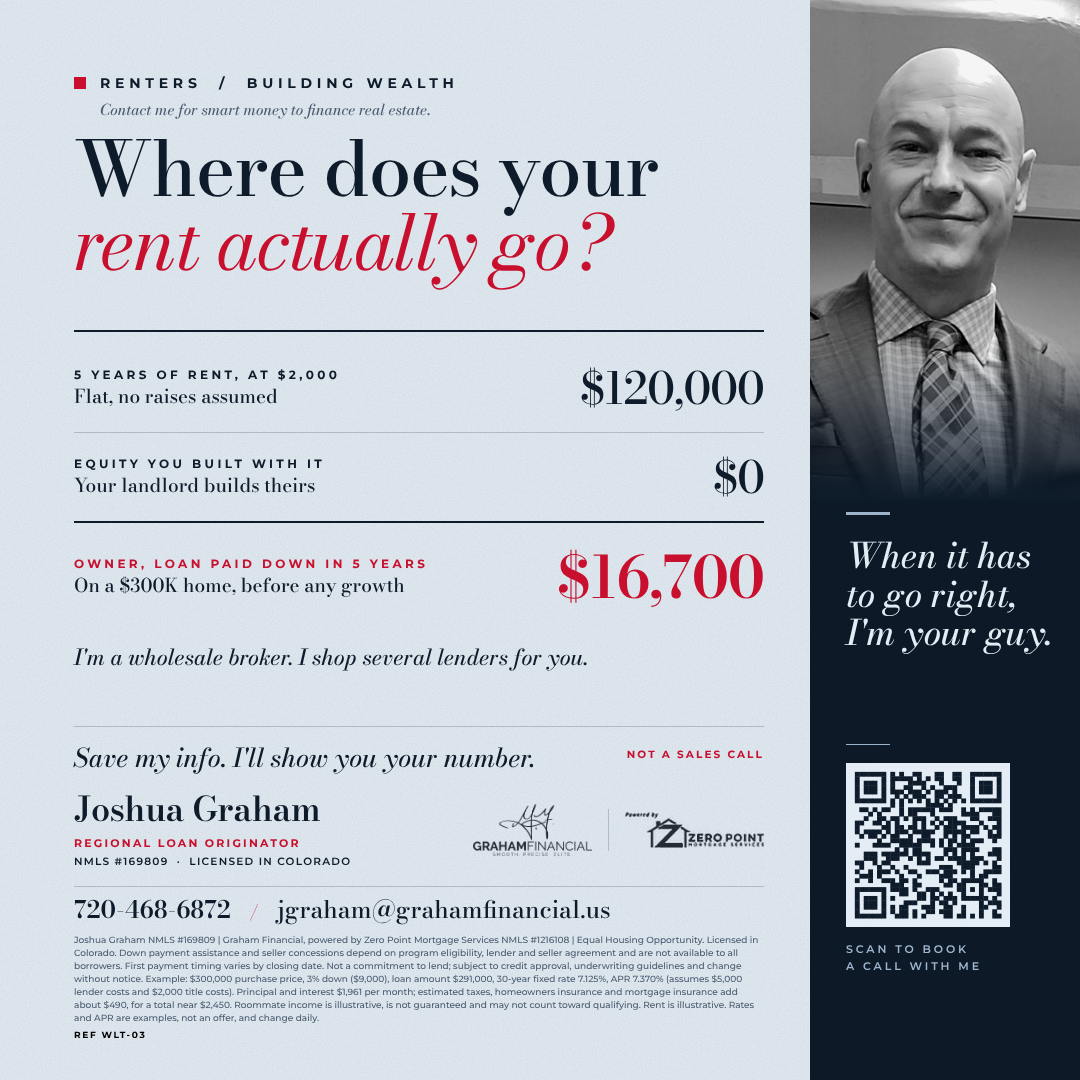 RENTERS / BUILDING WEALTH
Contact me for smart money to finance real estate.
Where does your
rent actually go?
5 YEARS OF RENT, AT $2,000
Flat, no raises assumed
$120,000
EQUITY YOU BUILT WITH IT
Your landlord builds theirs
$0
OWNER, LOAN PAID DOWN IN 5 YEARS
On a $300K home, before any growth
$16,700
I'm a wholesale broker. I shop several lenders for you.
Save my info. I'll show you your number.
NOT A SALES CALL
Joshua Graham
REGIONAL LOAN ORIGINATOR
NMLS #169809 · LICENSED IN COLORADO
GRAHAMFINANCIAL
SMOOTH. PRECISE. ELITE.
Powered by
ZERO POINT
MORTGAGE SERVICES
720-468-6872 / jgraham@grahamfinancial.us
Joshua Graham NMLS #169809 | Graham Financial, powered by Zero Point Mortgage Services NMLS #1216108 | Equal Housing Opportunity. Licensed in
Colorado. Down payment assistance and seller concessions depend on program eligibility, lender and seller agreement and are not available to all
borrowers. First payment timing varies by closing date. Not a commitment to lend; subject to credit approval, underwriting guidelines and change
without notice. Example: $300,000 purchase price, 3% down ($9,000), loan amount $291,000, 30-year fixed rate 7.125%, APR 7.370% (assumes $5,000
lender costs and $2,000 title costs). Principal and interest $1,961 per month; estimated taxes, homeowners insurance and mortgage insurance add
about $490, for a total near $2,450. Roommate income is illustrative, is not guaranteed and may not count toward qualifying. Rent is illustrative. Rates
and APR are examples, not an offer, and change daily.
REF WLT-03
When it has
to go right,
I'm your guy.
SCAN TO BOOK
A CALL WITH ME